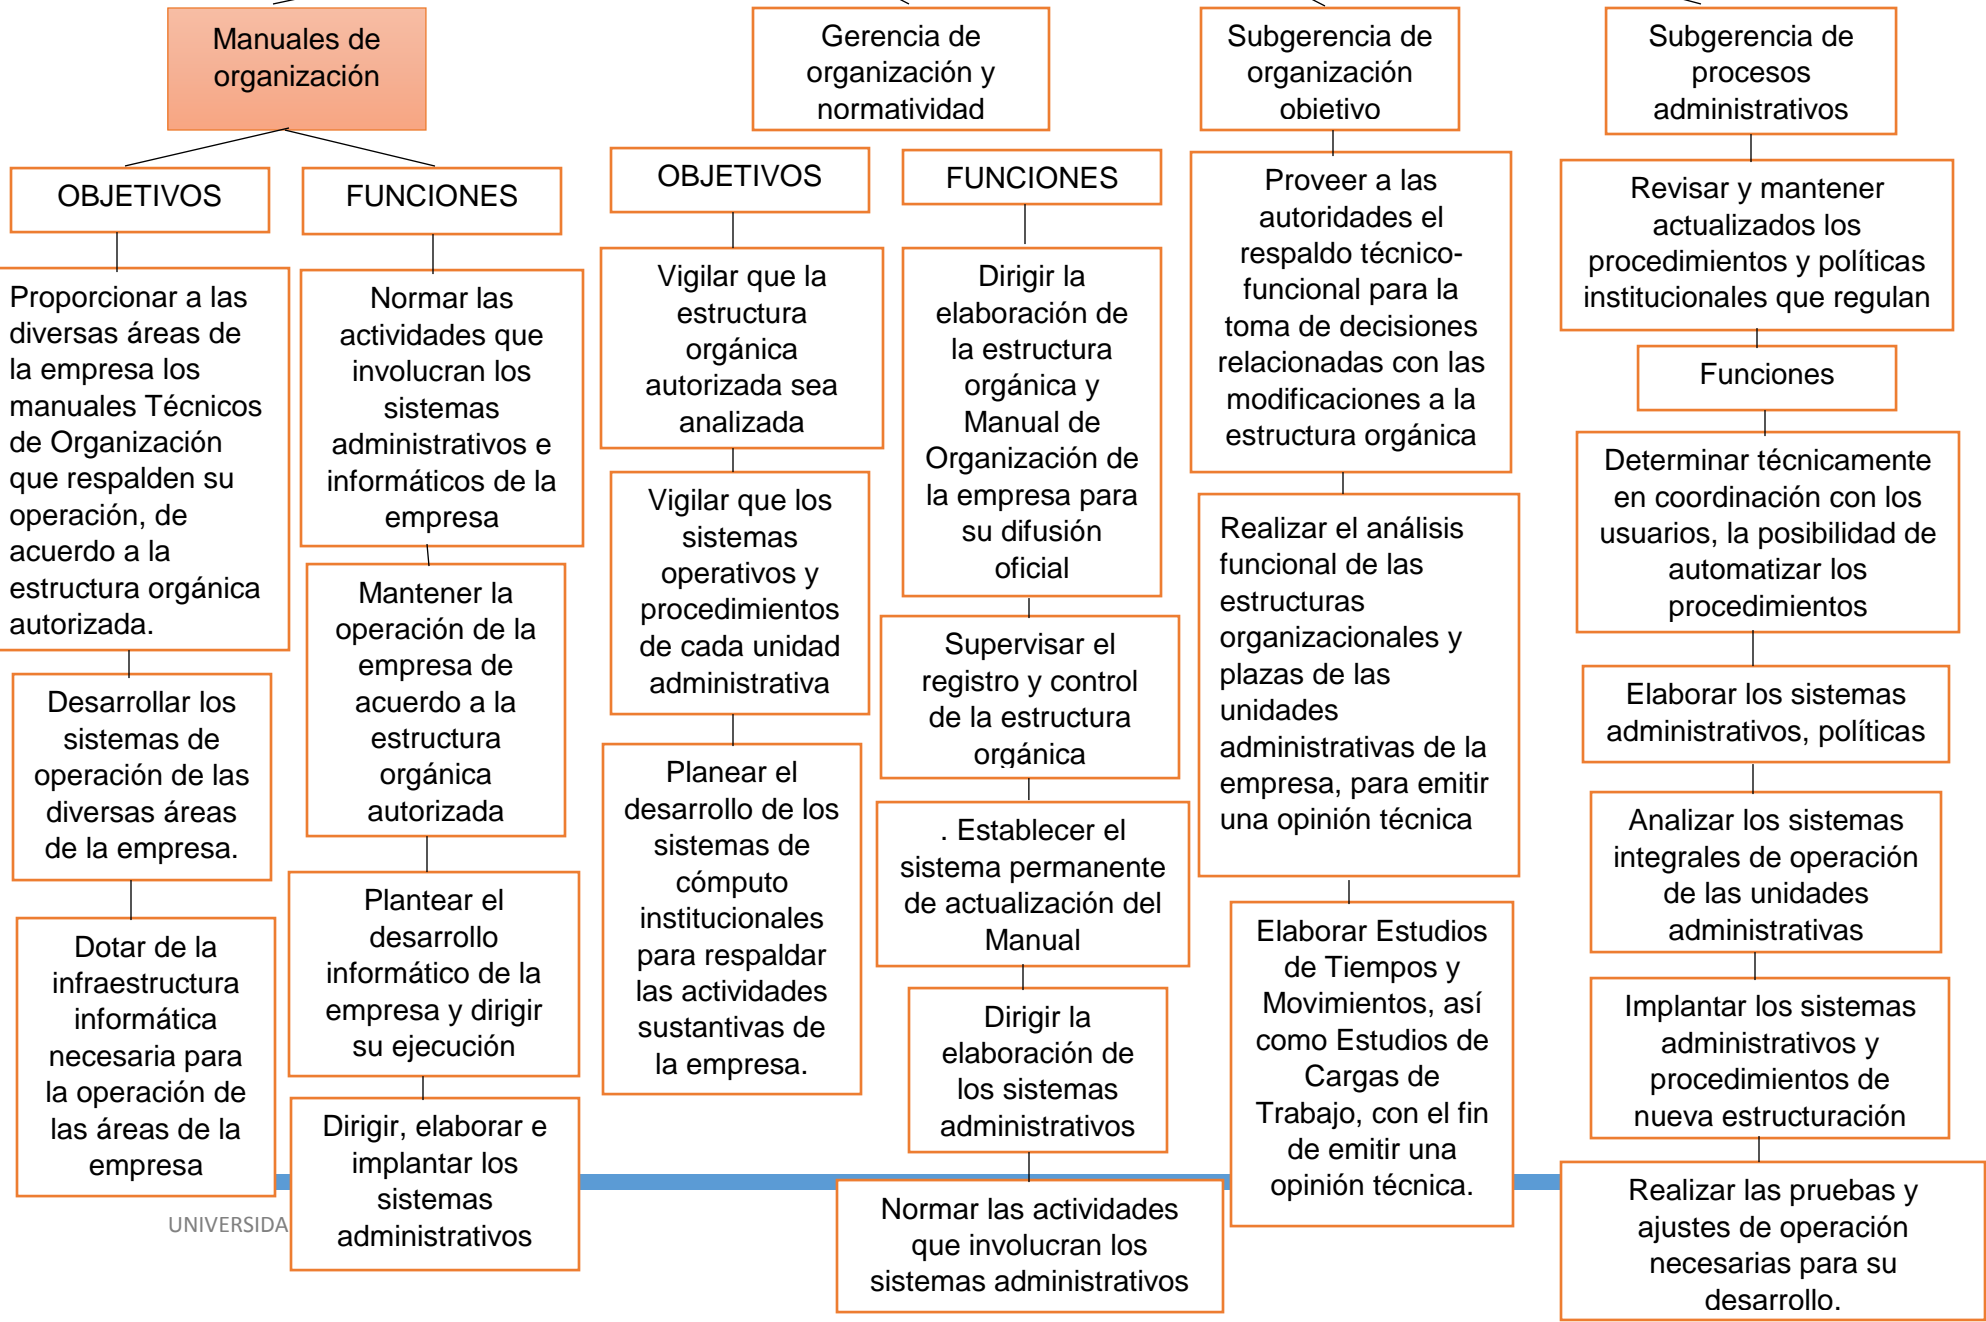 Manuales de
organización
Gerencia de
organización y
normatividad
Subgerencia de
organización
objetivo
Subgerencia de
procesos
administrativos
OBJETIVOS
Proporcionar a las
diversas áreas de
la empresa los
manuales Técnicos
de Organización
que respalden su
operación, de
acuerdo a la
estructura orgánica
autorizada.
Desarrollar los
sistemas de
operación de las
diversas áreas
de la empresa.
Dotar de la
infraestructura
informática
necesaria para
la operación de
las áreas de la
empresa
FUNCIONES
Normar las
actividades que
involucran los
sistemas
administrativos e
informáticos de la
empresa
Mantener la
operación de la
empresa de
acuerdo a la
estructura
orgánica
autorizada
Plantear el
desarrollo
informático de la
empresa y dirigir
su ejecución
Dirigir, elaborar e
implantar los
sistemas
administrativos
OBJETIVOS
Vigilar que la
estructura
orgánica
autorizada sea
analizada
Vigilar que los
sistemas
operativos y
procedimientos
de cada unidad
administrativa
Planear el
desarrollo de los
sistemas de
cómputo
institucionales
para respaldar
las actividades
sustantivas de
la empresa.
FUNCIONES
Dirigir la
elaboración de
la estructura
orgánica y
Manual de
Organización de
la empresa para
su difusión
oficial
Supervisar el
registro y control
de la estructura
orgánica
. Establecer el
sistema permanente
de actualización del
Manual
Dirigir la
elaboración de
los sistemas
administrativos
Normar las actividades
que involucran los
sistemas administrativos
Proveer a las
autoridades el
respaldo técnico-
funcional para la
toma de decisiones
relacionadas con las
modificaciones a la
estructura orgánica
Realizar el análisis
funcional de las
estructuras
organizacionales y
plazas de las
unidades
administrativas de la
empresa, para emitir
una opinión técnica
Elaborar Estudios
de Tiempos y
Movimientos, así
como Estudios de
Cargas de
Trabajo, con el fin
de emitir una
opinión técnica.
Revisar y mantener
actualizados los
procedimientos y políticas
institucionales que regulan
Funciones
Determinar técnicamente
en coordinación con los
usuarios, la posibilidad de
automatizar los
procedimientos
Elaborar los sistemas
administrativos, políticas
Analizar los sistemas
integrales de operación
de las unidades
administrativas
Implantar los sistemas
administrativos y
procedimientos de
nueva estructuración
Realizar las pruebas y
ajustes de operación
necesarias para su
desarrollo.
UNIVERSIDA